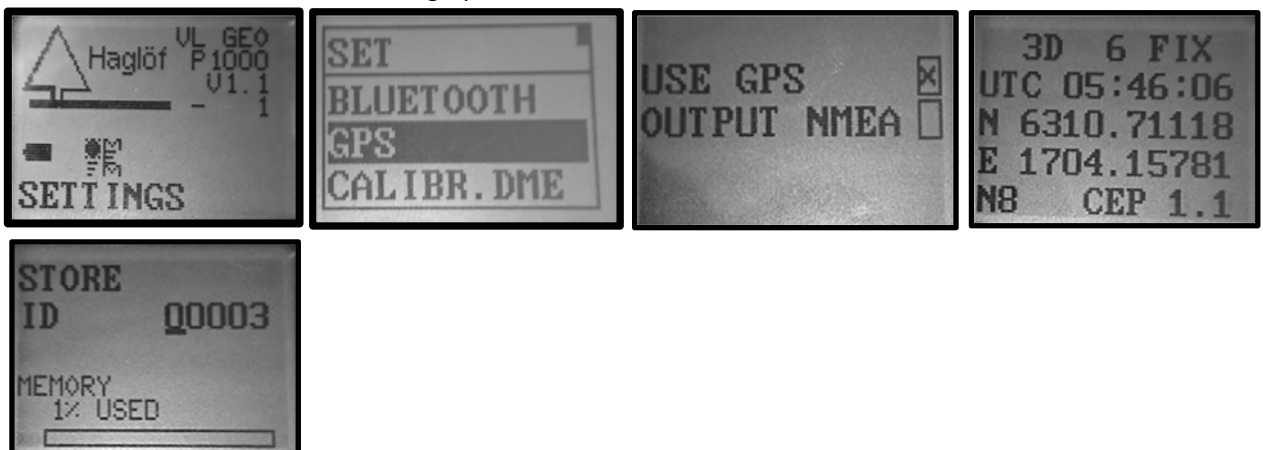 Haglöf VL GEO
P1000
V1.1
- 1
M
E
M
SETTINGS
SET
BLUETOOTH
GPS
CALIBR. DME
USE GPS
OUTPUT NMEA
3D 6 FIX
UTC 05:46:06
N 6310.71118
E 1704.15781
N8 CEP 1.1
STORE
ID 00003
MEMORY
1% USED